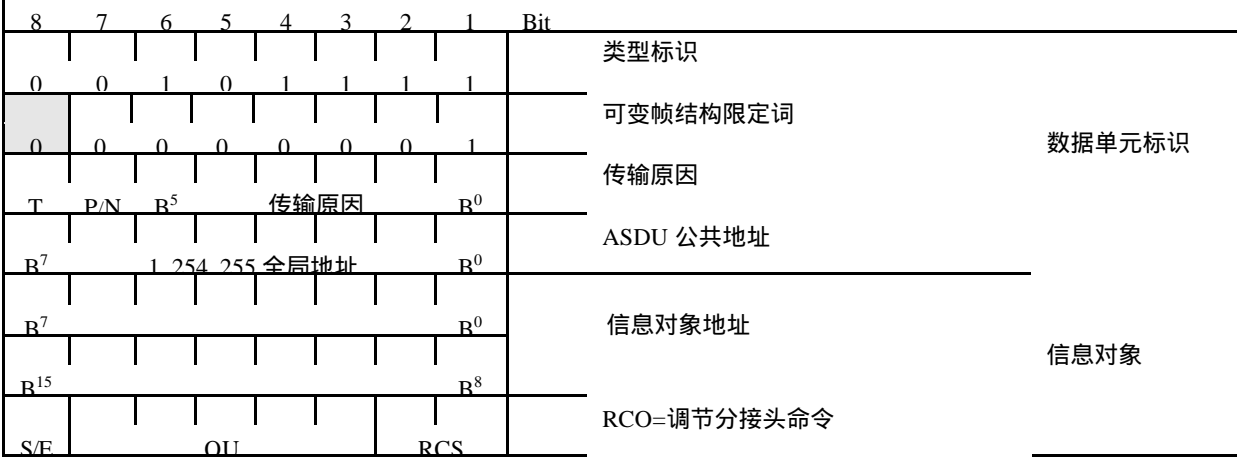 8 7 6 5 4 3 2 1 Bit
类型标识
0 0 1 0 1 1 1 1
可变帧结构限定词
0 0 0 0 0 0 0 1
数据单元标识
传输原因
T P/N B⁵ 传输原因 B⁰
ASDU 公共地址
B⁷ 1 254 255 全局地址 B⁰
B⁷ B⁰
信息对象地址
信息对象
B¹⁵ B⁸
RCO=调节分接头命令
S/E QU RCS